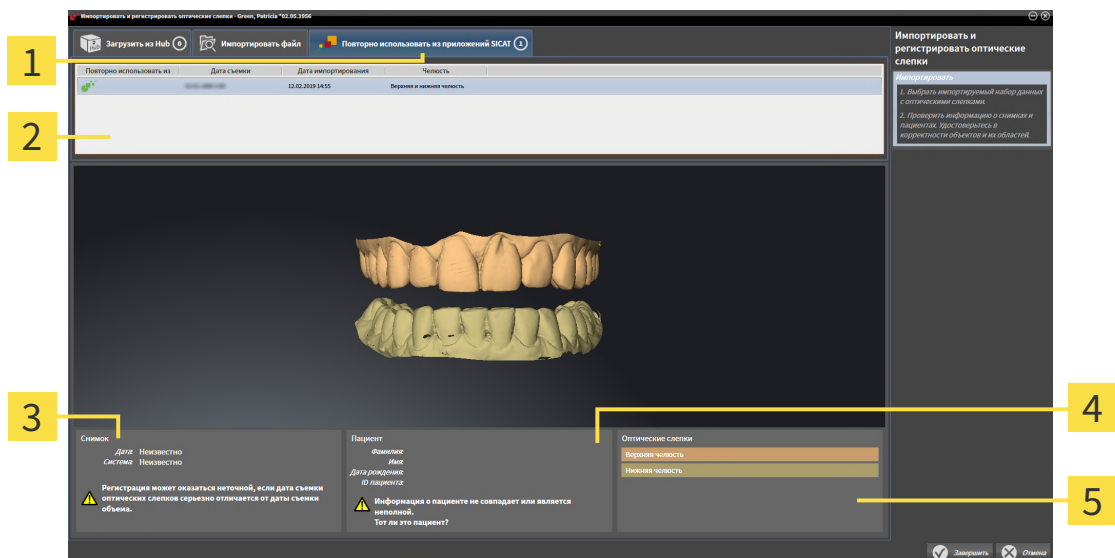 Импортировать и регистрировать оптические слепки - Green, Patricia *02.05.1956
Загрузить из Hub 0
Импортировать файл
Повторно использовать из приложений SICAT 1
Импортировать и
регистрировать оптические
слепки
Импортировать
1. Выбрать импортируемый набор данных
с оптическими слепками.
2. Проверить информацию о снимках и
пациентах. Удостоверьтесь в
корректности объектов и их областей.
Повторно использовать из Дата съемки Дата импортирования Челюсть
12.02.2019 14:55 Верхняя и нижняя челюсть
1
2
3
4
5
Снимок
Дата: Неизвестно
Система: Неизвестно
Регистрация может оказаться неточной, если дата съемки
оптических слепков серьезно отличается от даты съемки
объема.
Пациент
Фамилия:
Имя:
Дата рождения:
ID пациента:
Информация о пациенте не совпадает или является
неполной.
Тот ли это пациент?
Оптические слепки
Верхняя челюсть
Нижняя челюсть
Завершить
Отмена